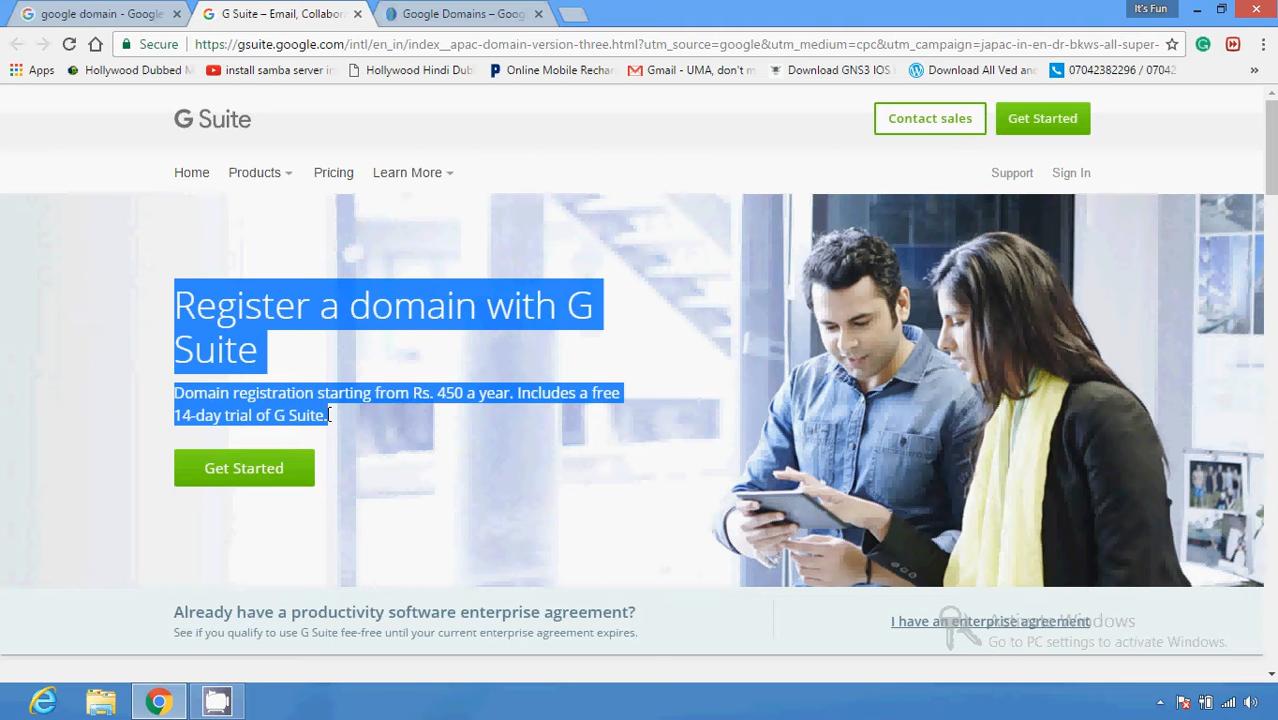 google domain - Google
G Suite – Email, Collabora
Google Domains – Goog
It's Fun
Secure
https://gsuite.google.com/intl/en_in/index__apac-domain-version-three.html?utm_source=google&utm_medium=cpc&utm_campaign=japac-in-en-dr-bkws-all-super-
Apps
Hollywood Dubbed M
install samba server in
Hollywood Hindi Dub
Online Mobile Rechar
Gmail - UMA, don't m
Download GNS3 IOS I
Download All Ved and
07042382296 / 07042
G Suite
Contact sales
Get Started
Home
Products
Pricing
Learn More
Support
Sign In
Register a domain with G
Suite
Domain registration starting from Rs. 450 a year. Includes a free
14-day trial of G Suite.
Get Started
Already have a productivity software enterprise agreement?
See if you qualify to use G Suite fee-free until your current enterprise agreement expires.
I have an enterprise agreement
Activate Windows
Go to PC settings to activate Windows.